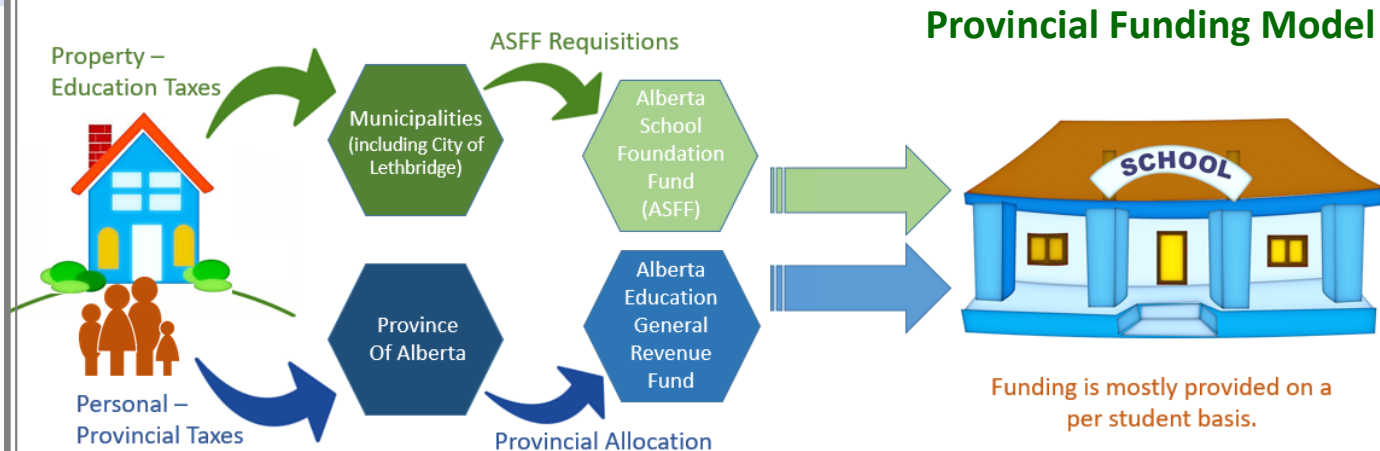 Provincial Funding Model
Property –
Education Taxes
ASFF Requisitions
Municipalities
(including City of
Lethbridge)
Alberta
School
Foundation
Fund
(ASFF)
SCHOOL
Province
Of Alberta
Alberta
Education
General
Revenue
Fund
Personal –
Provincial Taxes
Provincial Allocation
Funding is mostly provided on a
per student basis.